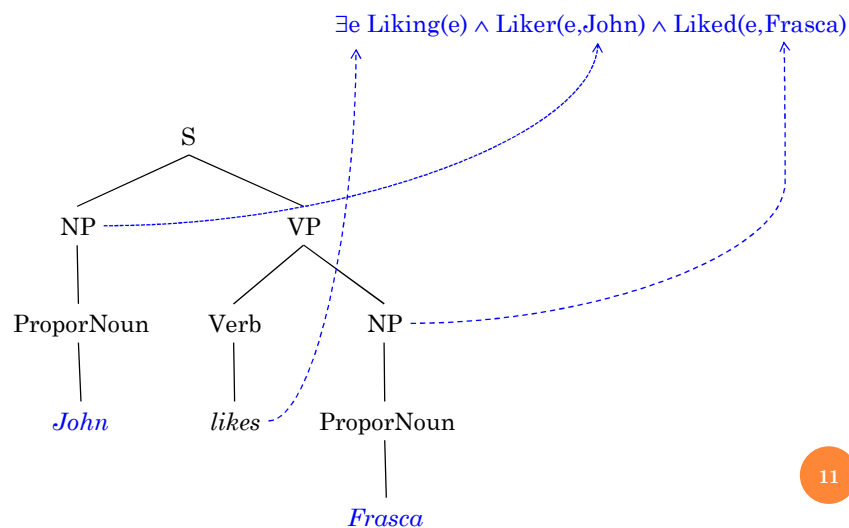 ∃e Liking(e) ∧ Liker(e,John) ∧ Liked(e,Frasca)
S
NP VP
ProporNoun Verb NP
John likes ProporNoun
11
Frasca